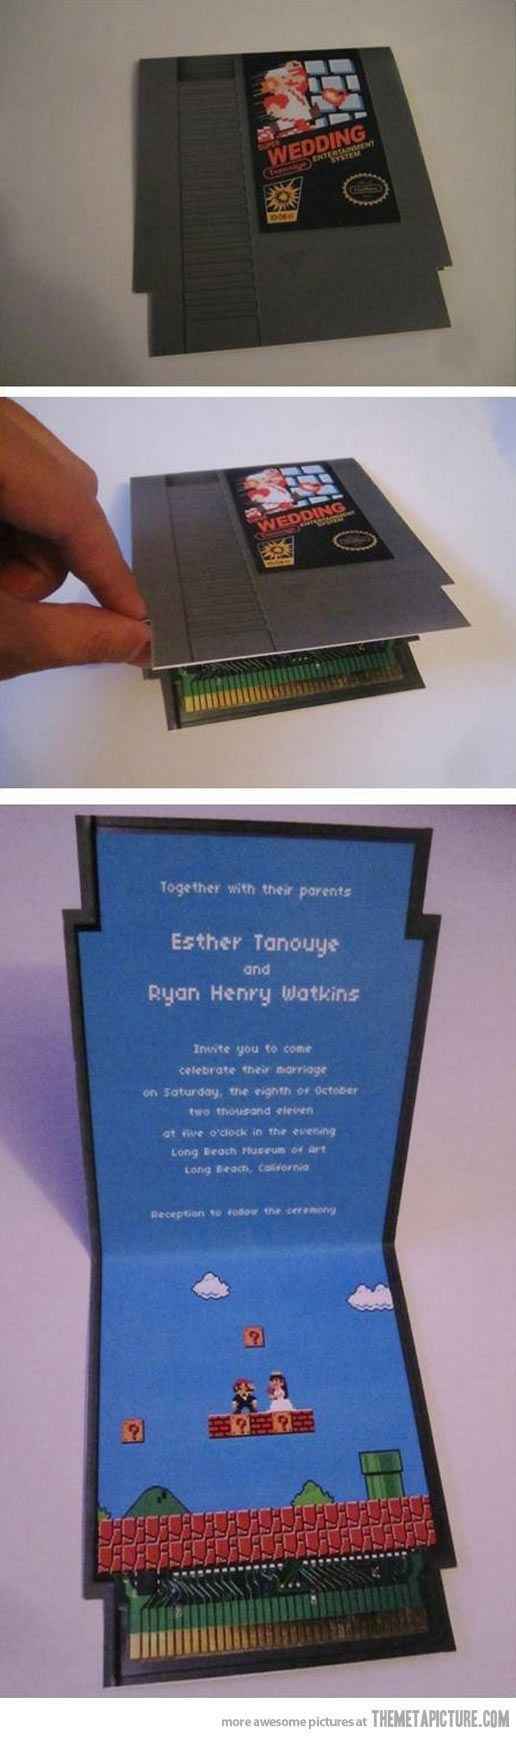 SUPER
WEDDING
Tanouye
ENTERTAINMENT
SYSTEM
WEDDING
ENTERTAINMENT
SYSTEM
Together with their parents
Esther Tanouye
and
Ryan Henry Watkins
Invite you to come
celebrate their marriage
on Saturday, the eighth of October
two thousand eleven
at five o'clock in the evening
Long Beach Museum of Art
Long Beach, California
Reception to follow the ceremony
?
?
? ?
more awesome pictures at THEMETAPICTURE.COM